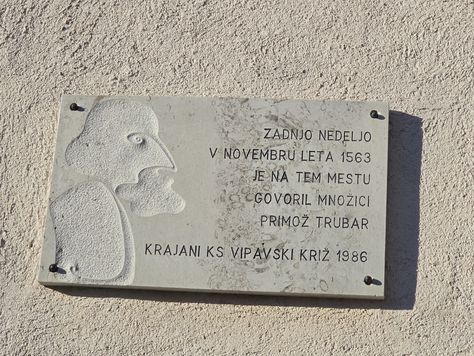 ZADNJO NEDELJO
V NOVEMBRU LETA 1563
JE NA TEM MESTU
GOVORIL MNOŽICI
PRIMOŽ TRUBAR
KRAJANI KS VIPAVSKI KRIŽ 1986